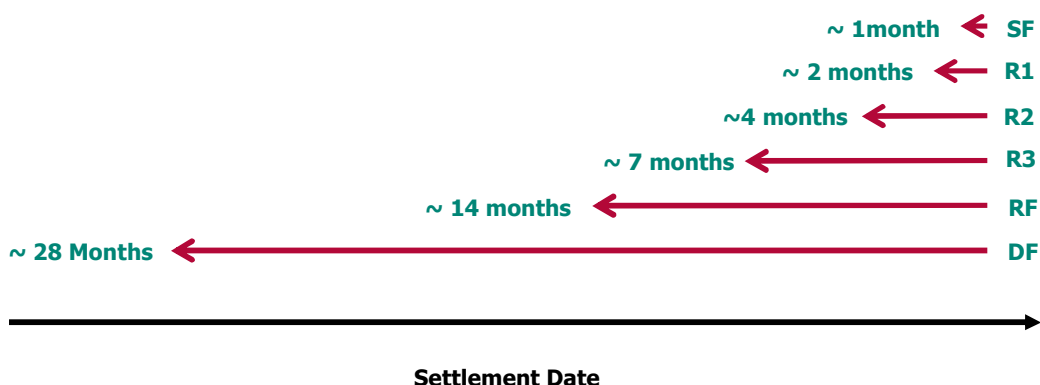 ~ 1month SF
~ 2 months R1
~4 months R2
~ 7 months R3
~ 14 months RF
~ 28 Months DF
Settlement Date